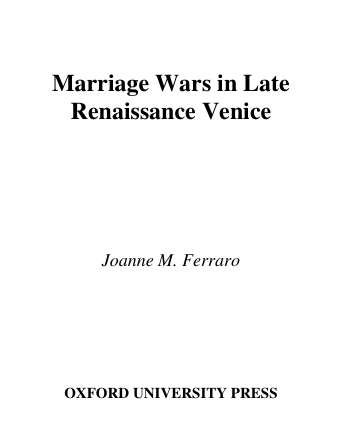 Marriage Wars in Late
Renaissance Venice
Joanne M. Ferraro
OXFORD UNIVERSITY PRESS